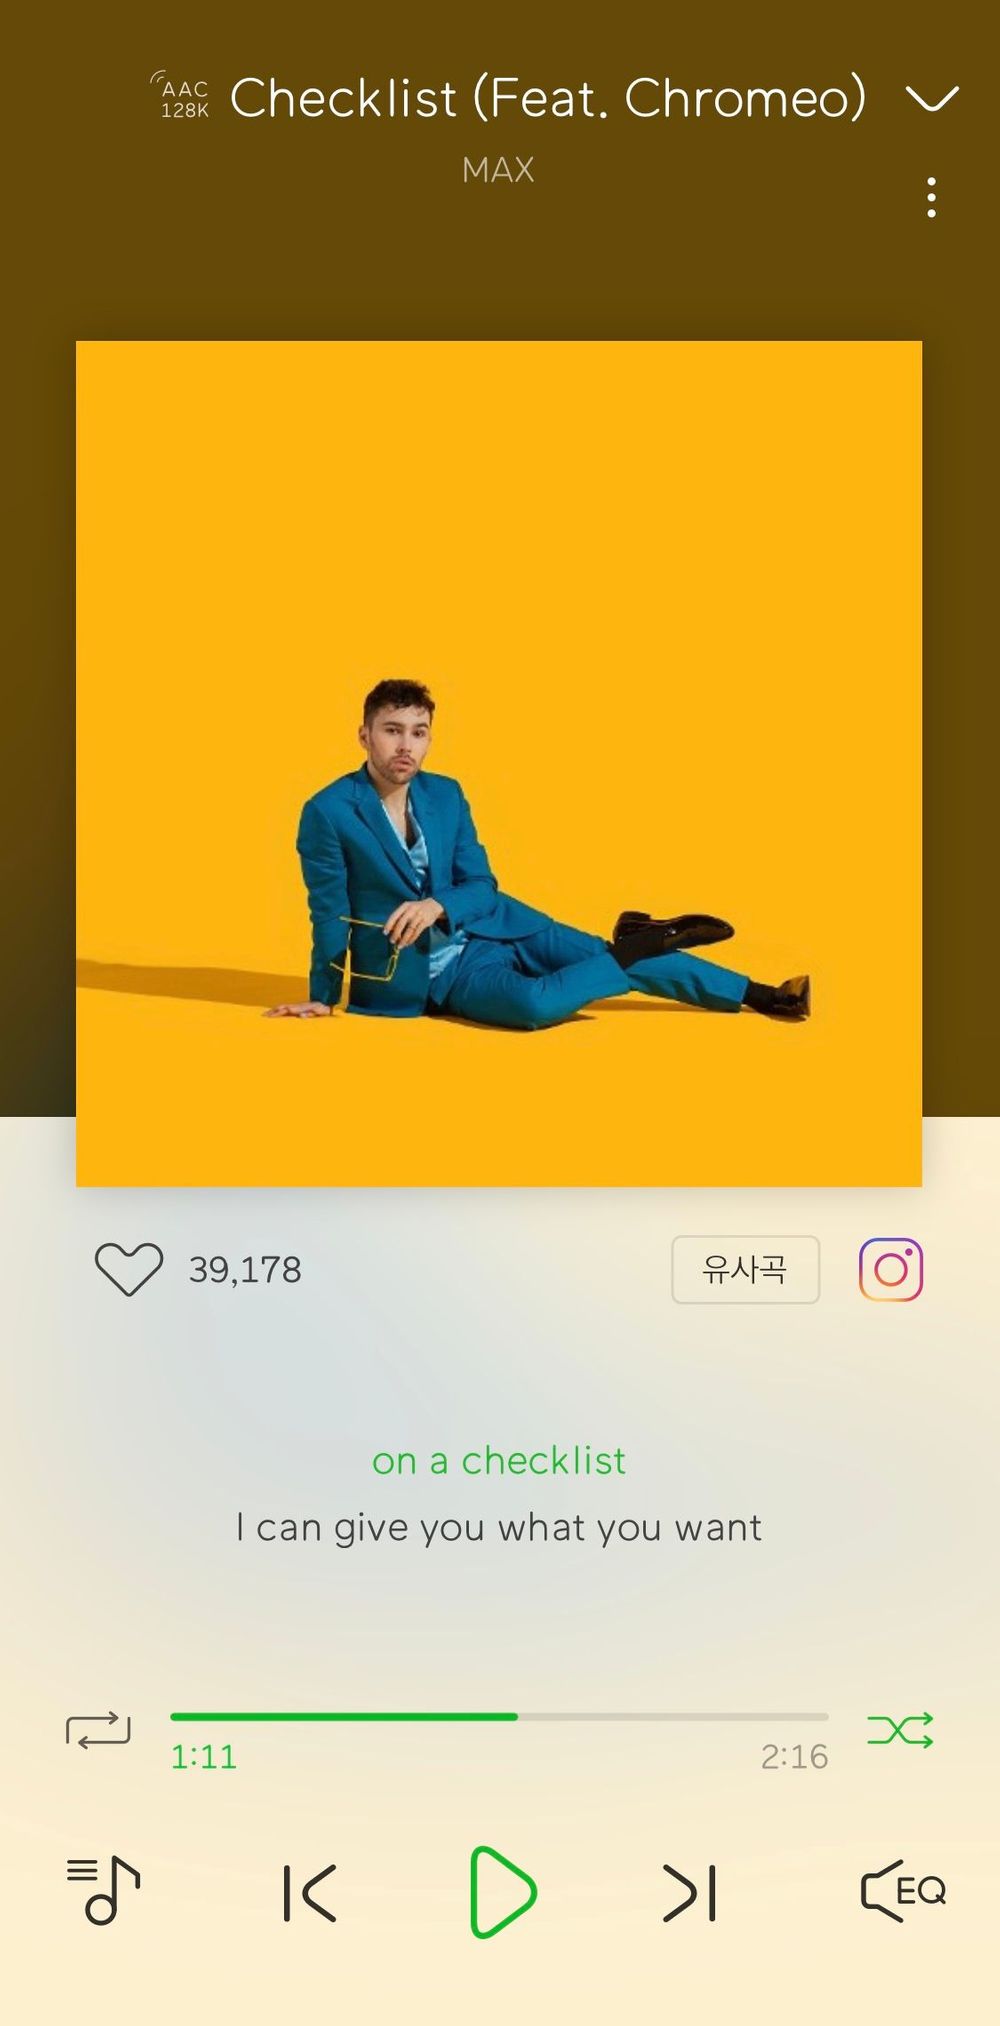 AAC
128K
Checklist (Feat. Chromeo)
MAX
39,178
유사곡
on a checklist
I can give you what you want
1:11
2:16
EQ